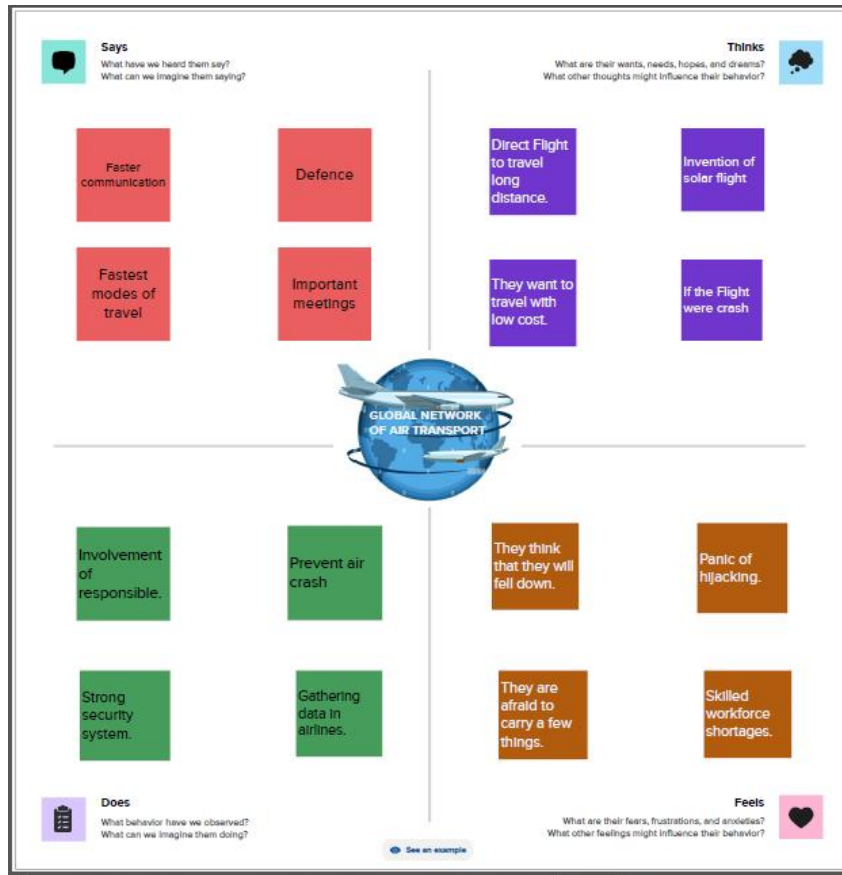 Says
What have we heard them say?
What can we imagine them saying?
Thinks
What are their wants, needs, hopes, and dreams?
What other thoughts might influence their behavior?
Faster
communication
Defence
Fastest
modes of
travel
Important
meetings
Direct Flight
to travel
long
distance.
Invention of
solar flight
They want to
travel with
low cost.
If the Flight
were crash
GLOBAL NETWORK
OF AIR TRANSPORT
Involvement
of
responsible.
Prevent air
crash
Strong
security
system.
Gathering
data in
airlines.
They think
that they will
fell down.
Panic of
hijacking.
They are
afraid to
carry a few
things.
Skilled
workforce
shortages.
Does
What behavior have we observed?
What can we imagine them doing?
Feels
What are their fears, frustrations, and anxieties?
What other feelings might influence their behavior?
See an example